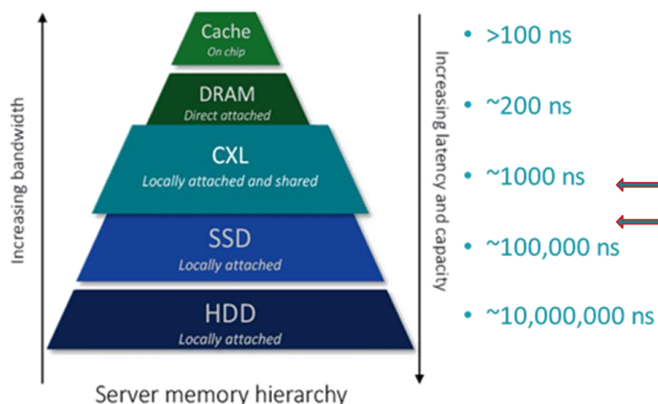 Cache
On chip
DRAM
Direct attached
CXL
Locally attached and shared
SSD
Locally attached
HDD
Locally attached
Increasing bandwidth
Increasing latency and capacity
• >100 ns
• ~200 ns
• ~1000 ns
• ~100,000 ns
• ~10,000,000 ns
Server memory hierarchy